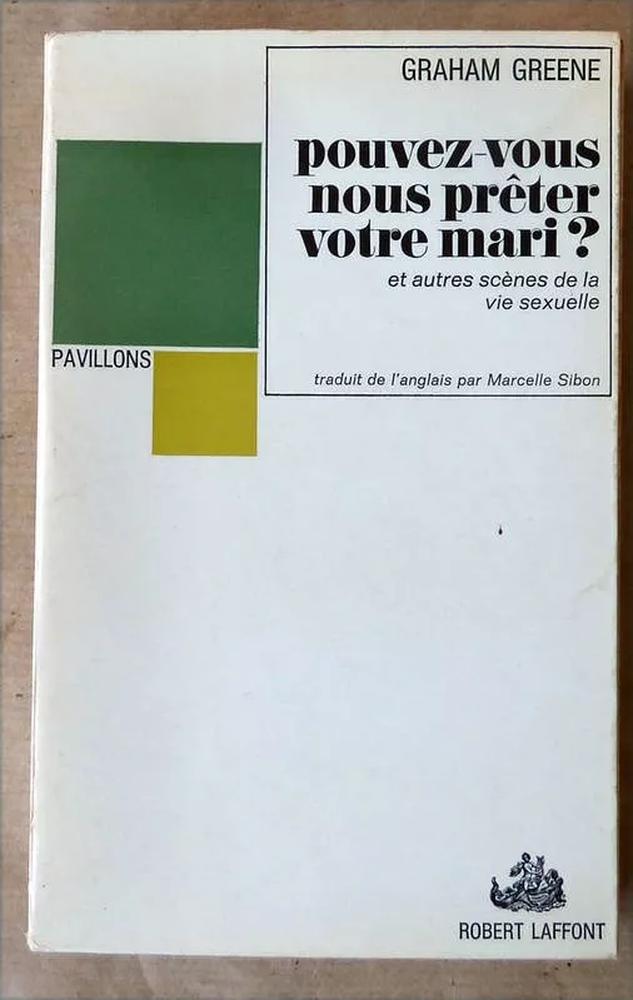 GRAHAM GREENE
pouvez-vous
nous prêter
votre mari ?
et autres scènes de la
vie sexuelle
PAVILLONS
traduit de l'anglais par Marcelle Sibon
ROBERT LAFFONT